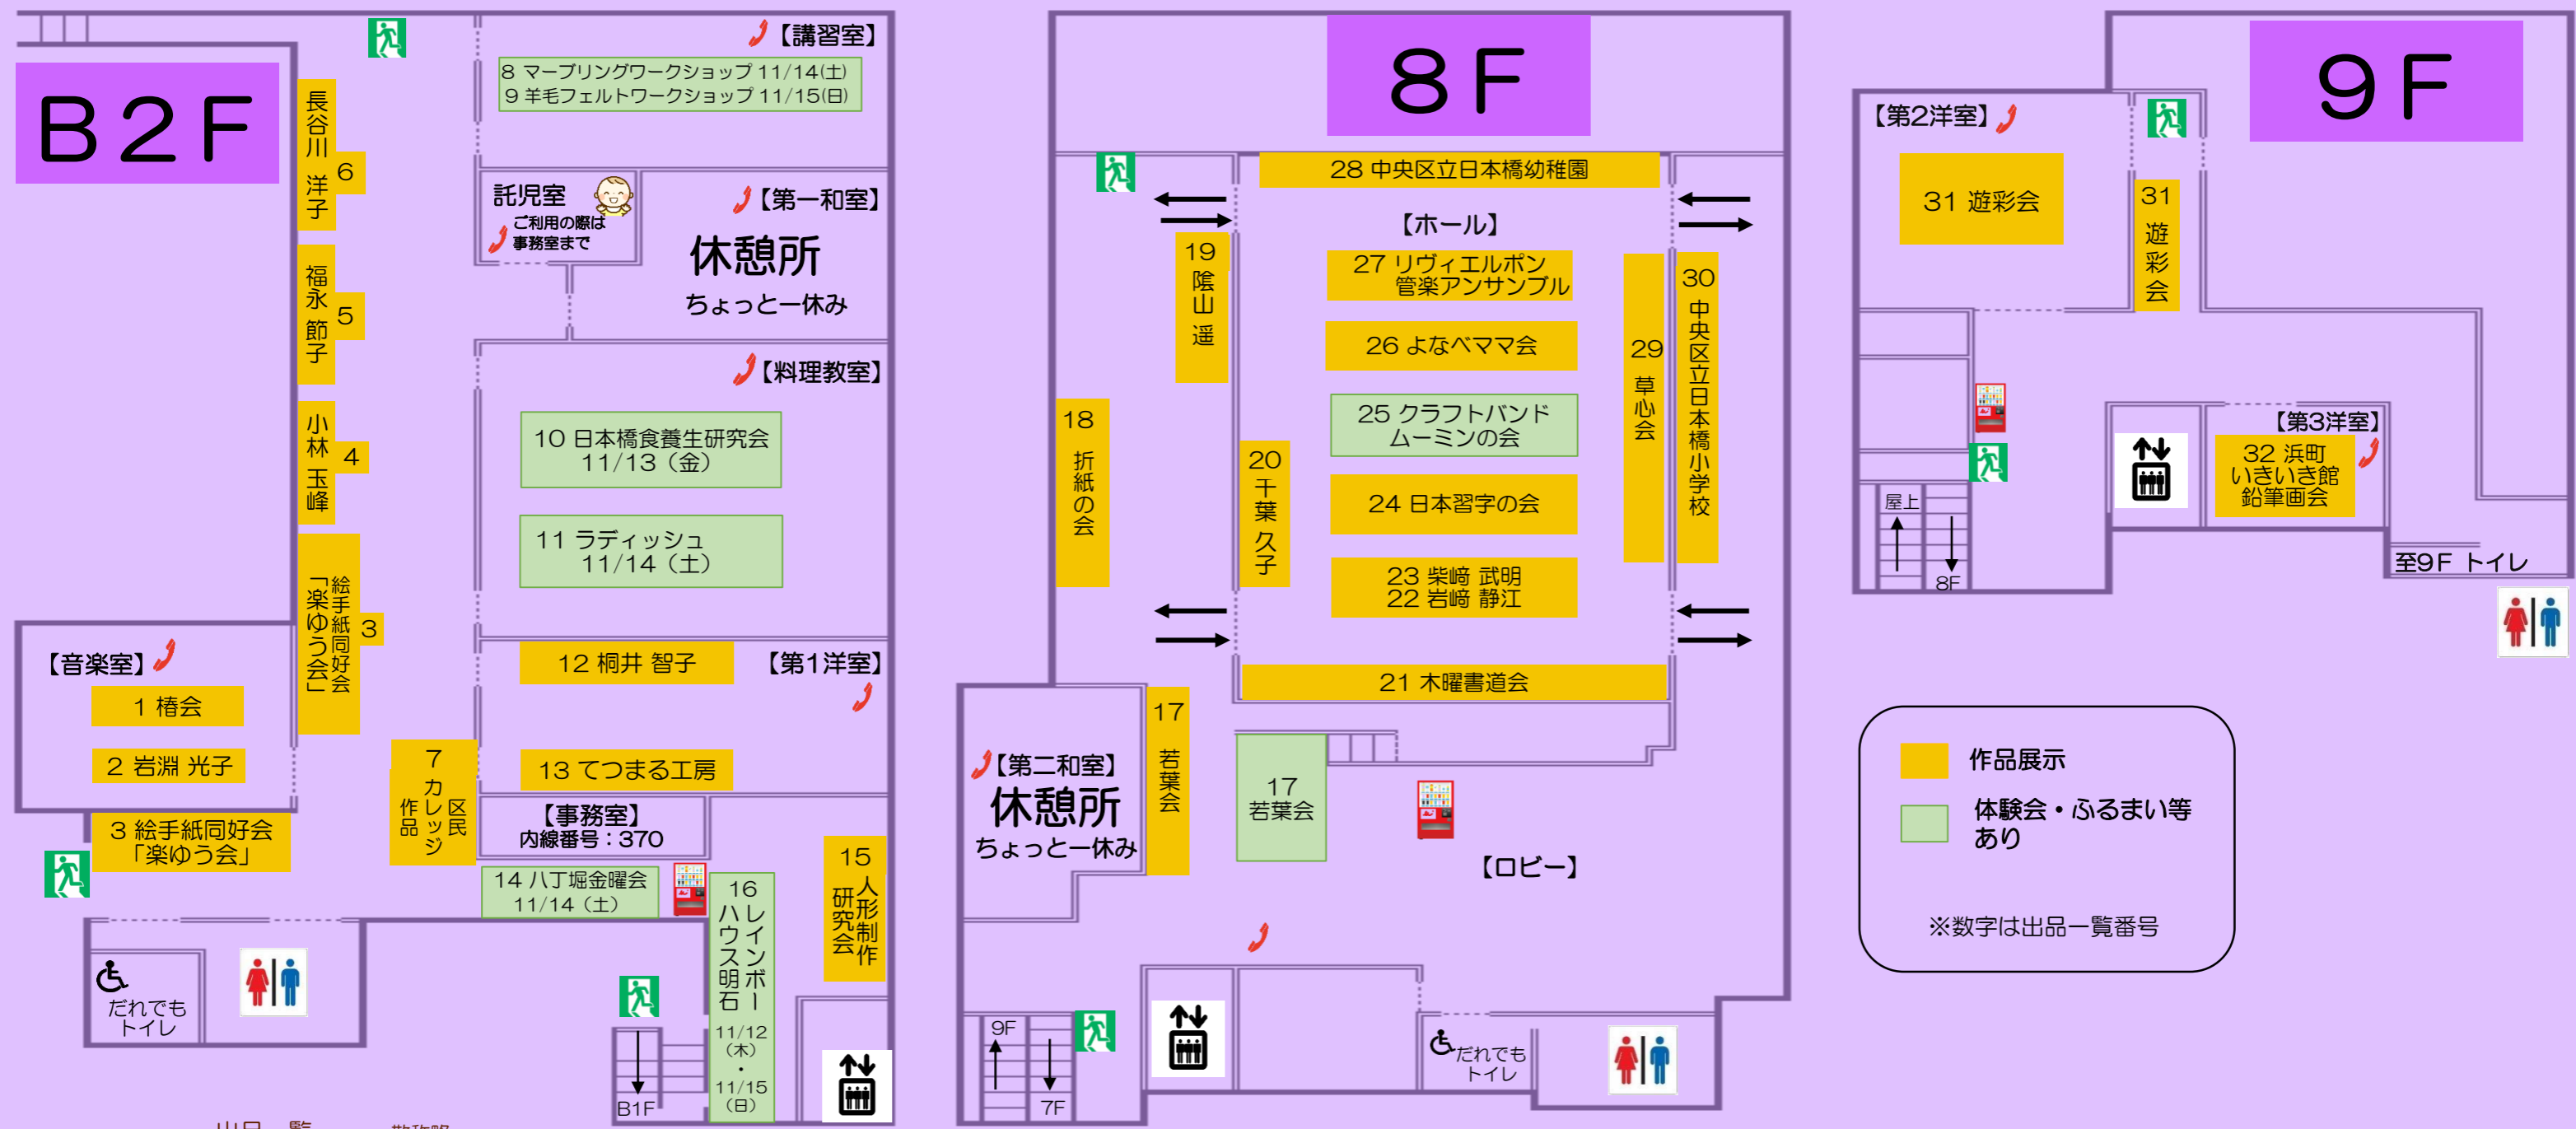 B2F
長谷川 洋子
6
福永 節子
5
小林 玉峰
4
絵手紙同好会
「楽ゆう会」
3
【音楽室】
1 椿会
2 岩淵 光子
3 絵手紙同好会
「楽ゆう会」
だれでも
トイレ
【講習室】
8 マーブリングワークショップ 11/14(土)
9 羊毛フェルトワークショップ 11/15(日)
託児室
ご利用の際は
事務室まで
【第一和室】
休憩所
ちょっと一休み
【料理教室】
10 日本橋食養生研究会
11/13（金）
11 ラディッシュ
11/14（土）
12 桐井 智子
【第1洋室】
13 てつまる工房
7
区民
カレッジ
作品
【事務室】
内線番号：370
14 八丁堀金曜会
11/14（土）
15
人形制作
研究会
16
レインボー
ハウス明石
11/12
（木）
・
11/15
（日）
B1F
8F
28 中央区立日本橋幼稚園
【ホール】
19 陰山 遥
27 リヴィエルポン
管楽アンサンブル
26 よなべママ会
25 クラフトバンド
ムーミンの会
24 日本習字の会
23 柴﨑 武明
22 岩﨑 静江
29 草心会
30 中央区立日本橋小学校
18 折紙の会
20 千葉 久子
21 木曜書道会
17 若葉会
17
若葉会
【第二和室】
休憩所
ちょっと一休み
【ロビー】
9F
7F
だれでも
トイレ
9F
【第2洋室】
31 遊彩会
31 遊彩会
【第3洋室】
32 浜町
いきいき館
鉛筆画会
屋上
8F
至9F トイレ
作品展示
体験会・ふるまい等
あり
※数字は出品一覧番号